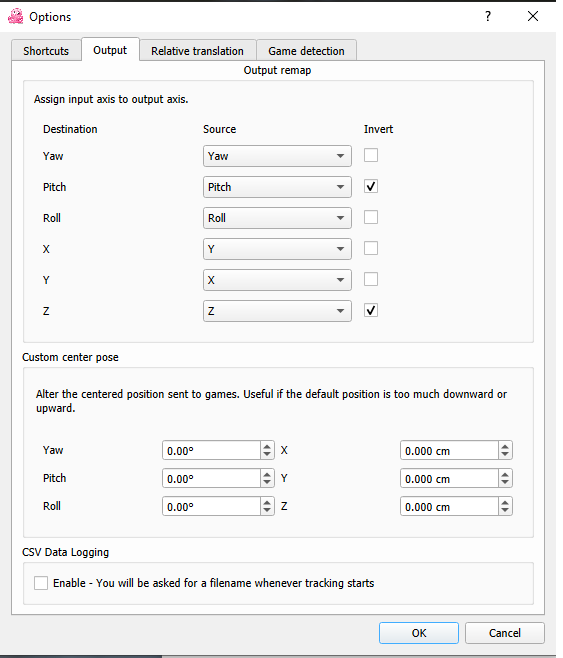 Options
?
Shortcuts Output Relative translation Game detection
Output remap
Assign input axis to output axis.
Destination Source Invert
Yaw Yaw
Pitch Pitch
Roll Roll
X Y
Y X
Z Z
Custom center pose
Alter the centered position sent to games. Useful if the default position is too much downward or
upward.
Yaw 0.00° X 0.000 cm
Pitch 0.00° Y 0.000 cm
Roll 0.00° Z 0.000 cm
CSV Data Logging
Enable - You will be asked for a filename whenever tracking starts
OK Cancel